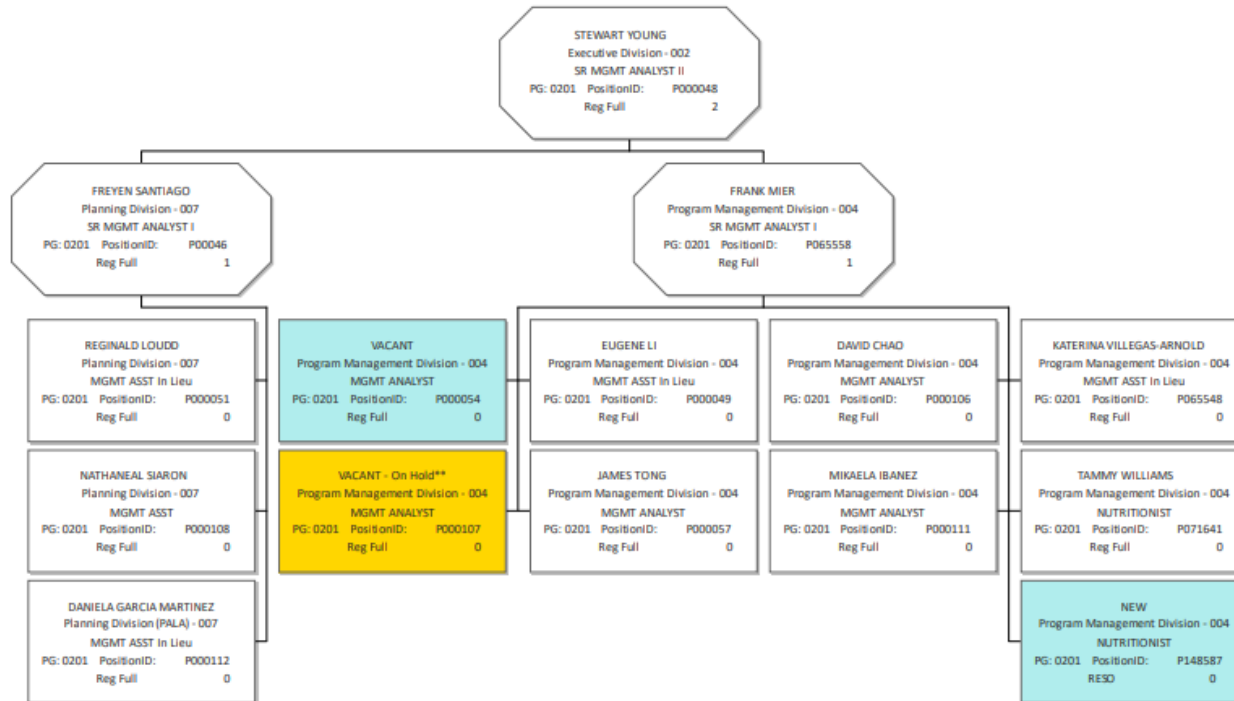 STEWART YOUNG
Executive Division - 002
SR MGMT ANALYST II
PG: 0201 PositionID: P000048
Reg Full 2
FREYEN SANTIAGO
Planning Division - 007
SR MGMT ANALYST I
PG: 0201 PositionID: P00046
Reg Full 1
FRANK MIER
Program Management Division - 004
SR MGMT ANALYST I
PG: 0201 PositionID: P065558
Reg Full 1
REGINALD LOUDD
Planning Division - 007
MGMT ASST In Lieu
PG: 0201 PositionID: P000051
Reg Full 0
VACANT
Program Management Division - 004
MGMT ANALYST
PG: 0201 PositionID: P000054
Reg Full 0
EUGENE LI
Program Management Division - 004
MGMT ASST In Lieu
PG: 0201 PositionID: P000049
Reg Full 0
DAVID CHAO
Program Management Division - 004
MGMT ANALYST
PG: 0201 PositionID: P000106
Reg Full 0
KATERINA VILLEGAS-ARNOLD
Program Management Division - 004
MGMT ASST In Lieu
PG: 0201 PositionID: P065548
Reg Full 0
NATHANEAL SIARON
Planning Division - 007
MGMT ASST
PG: 0201 PositionID: P000108
Reg Full 0
VACANT - On Hold**
Program Management Division - 004
MGMT ANALYST
PG: 0201 PositionID: P000107
Reg Full 0
JAMES TONG
Program Management Division - 004
MGMT ANALYST
PG: 0201 PositionID: P000057
Reg Full 0
MIKAELA IBANEZ
Program Management Division - 004
MGMT ANALYST
PG: 0201 PositionID: P000111
Reg Full 0
TAMMY WILLIAMS
Program Management Division - 004
NUTRITIONIST
PG: 0201 PositionID: P071641
Reg Full 0
DANIELA GARCIA MARTINEZ
Planning Division (PALA) - 007
MGMT ASST In Lieu
PG: 0201 PositionID: P000112
Reg Full 0
NEW
Program Management Division - 004
NUTRITIONIST
PG: 0201 PositionID: P148587
RESO 0